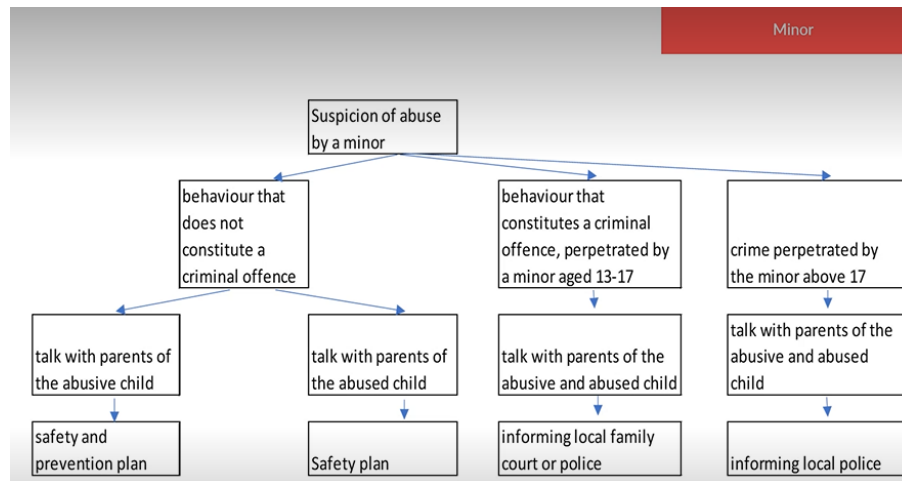 Minor
Suspicion of abuse
by a minor
behaviour that
does not
constitute a
criminal offence
behaviour that
constitutes a criminal
offence, perpetrated by
a minor aged 13-17
crime perpetrated by
the minor above 17
talk with parents of
the abusive child
talk with parents of
the abused child
talk with parents of the
abusive and abused child
talk with parents of the
abusive and abused
child
safety and
prevention plan
Safety plan
informing local family
court or police
informing local police